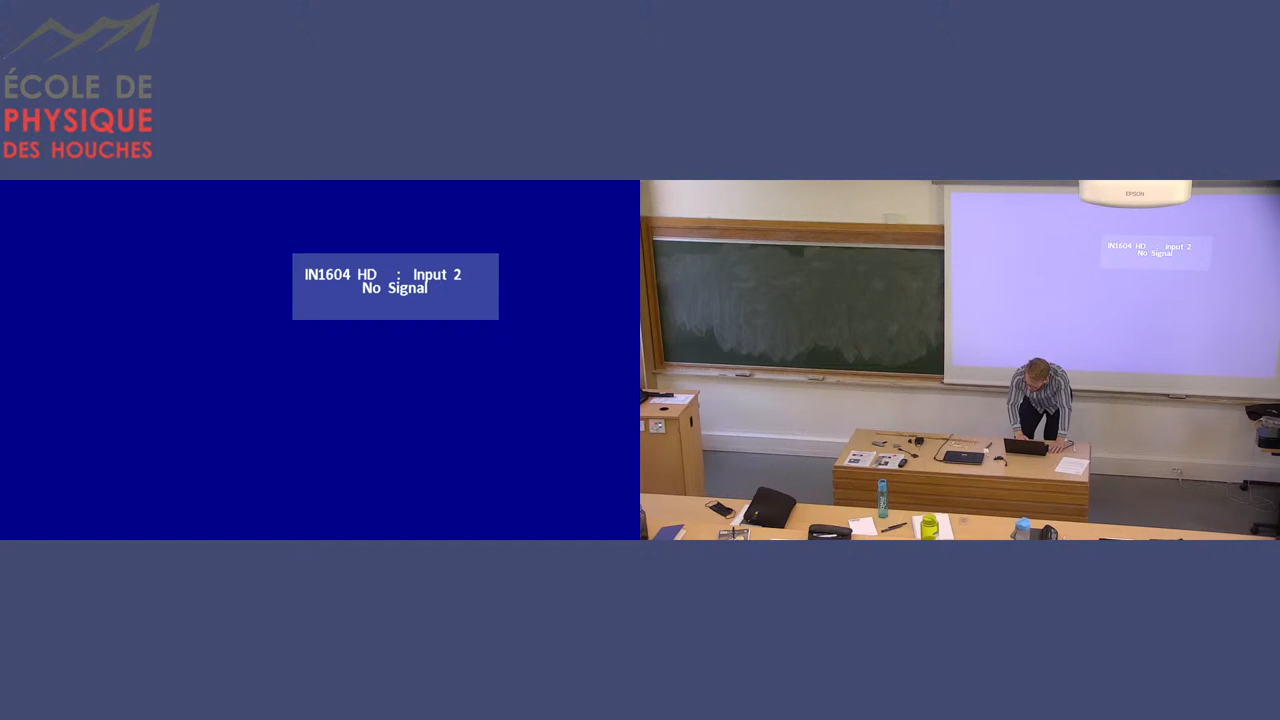 ÉCOLE DE
PHYSIQUE
DES HOUCHES
IN1604 HD : Input 2
No Signal
EPSON
IN1604 HD : Input 2
No Signal